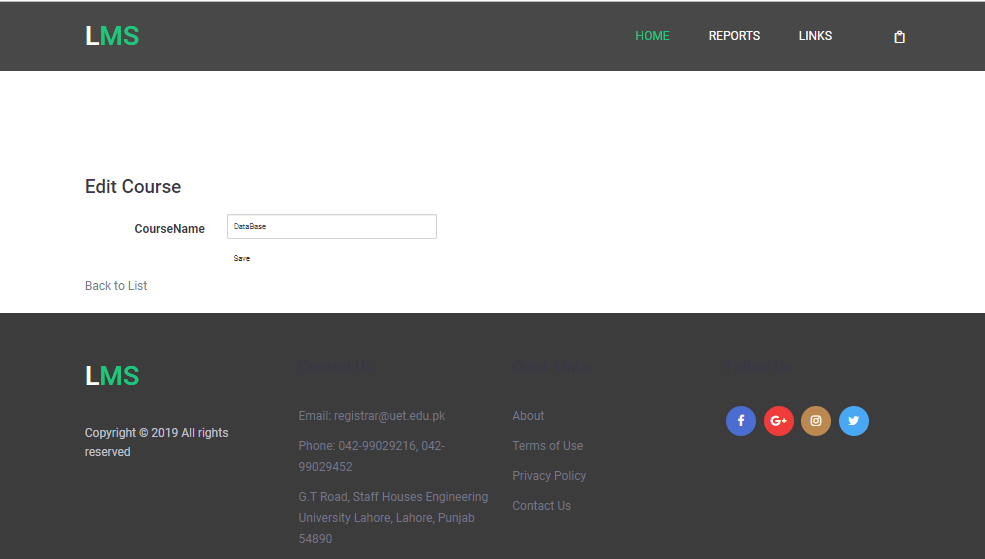 LMS
HOME REPORTS LINKS
Edit Course
CourseName DataBase
Save
Back to List
LMS
Copyright © 2019 All rights
reserved
Contact Us
Email: registrar@uet.edu.pk
Phone: 042-99029216, 042-
99029452
G.T Road, Staff Houses Engineering
University Lahore, Lahore, Punjab
54890
Quick Links
About
Terms of Use
Privacy Policy
Contact Us
Follow Us